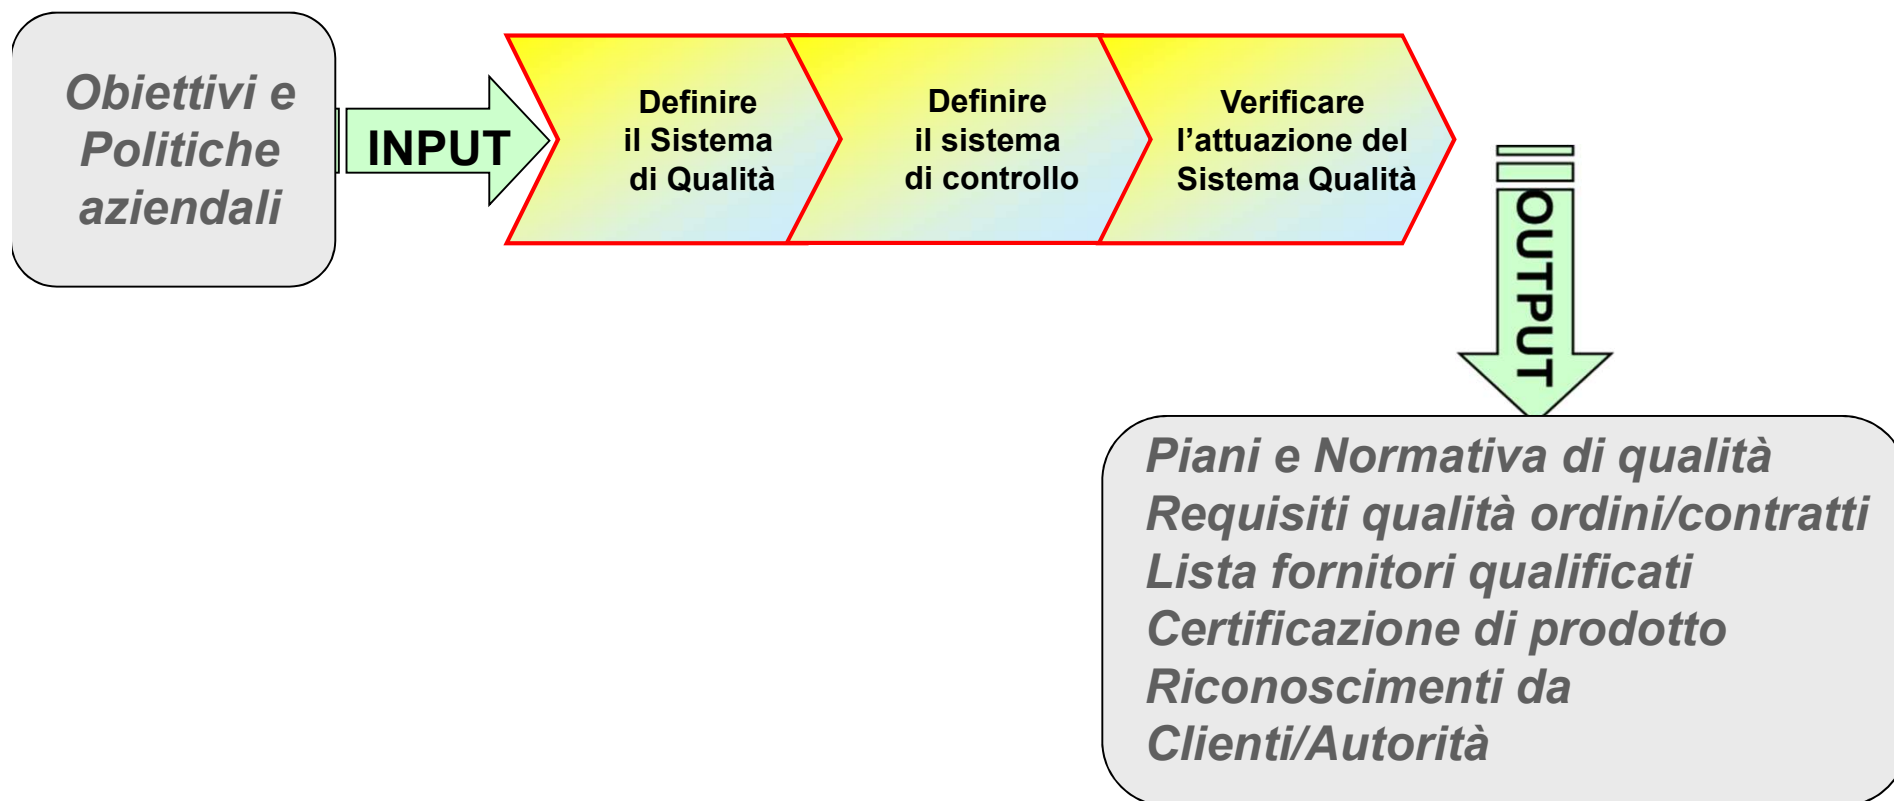 Obiettivi e
Politiche
aziendali
INPUT
Definire
il Sistema
di Qualità
Definire
il sistema
di controllo
Verificare
l’attuazione del
Sistema Qualità
OUTPUT
Piani e Normativa di qualità
Requisiti qualità ordini/contratti
Lista fornitori qualificati
Certificazione di prodotto
Riconoscimenti da
Clienti/Autorità